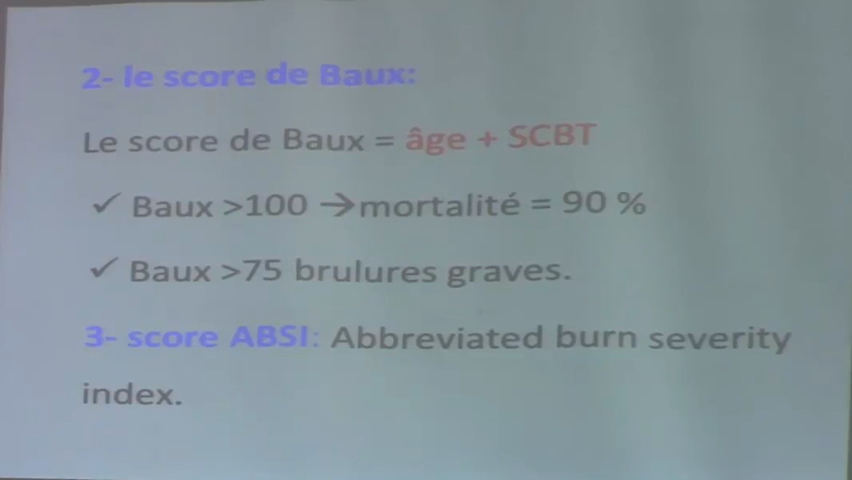 2- le score de Baux:
Le score de Baux = âge + SCBT
✓ Baux >100 →mortalité = 90 %
✓ Baux >75 brulures graves.
3- score ABSI: Abbreviated burn severity
index.